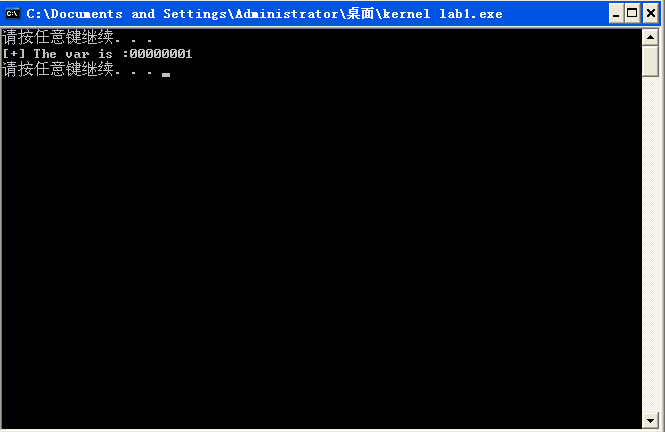 C:\Documents and Settings\Administrator\桌面\kernel lab1.exe
请按任意键继续. . .
[+] The var is :00000001
请按任意键继续. . .